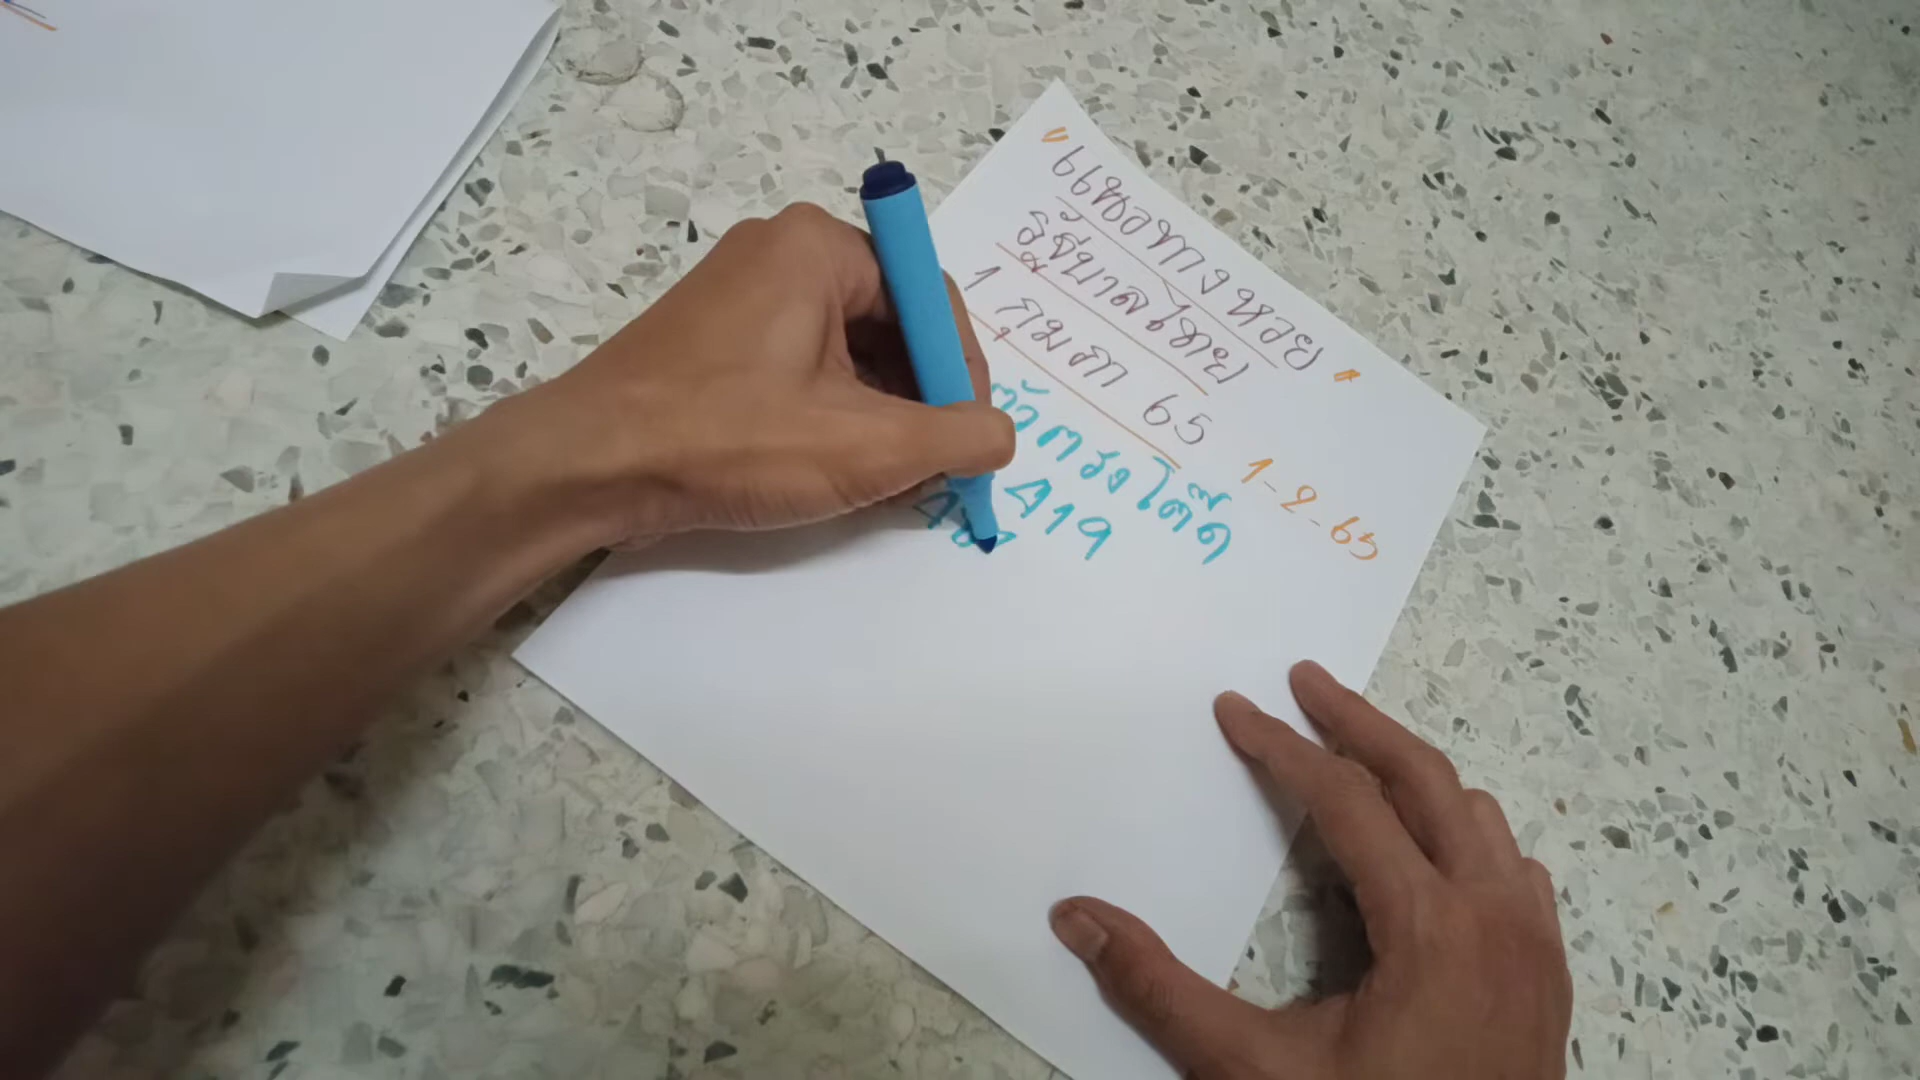 "แนวทางหวย"
รัฐบาลไทย
1 กุมภา 65
ตัวตรงโต๊ด
419
1-2-65